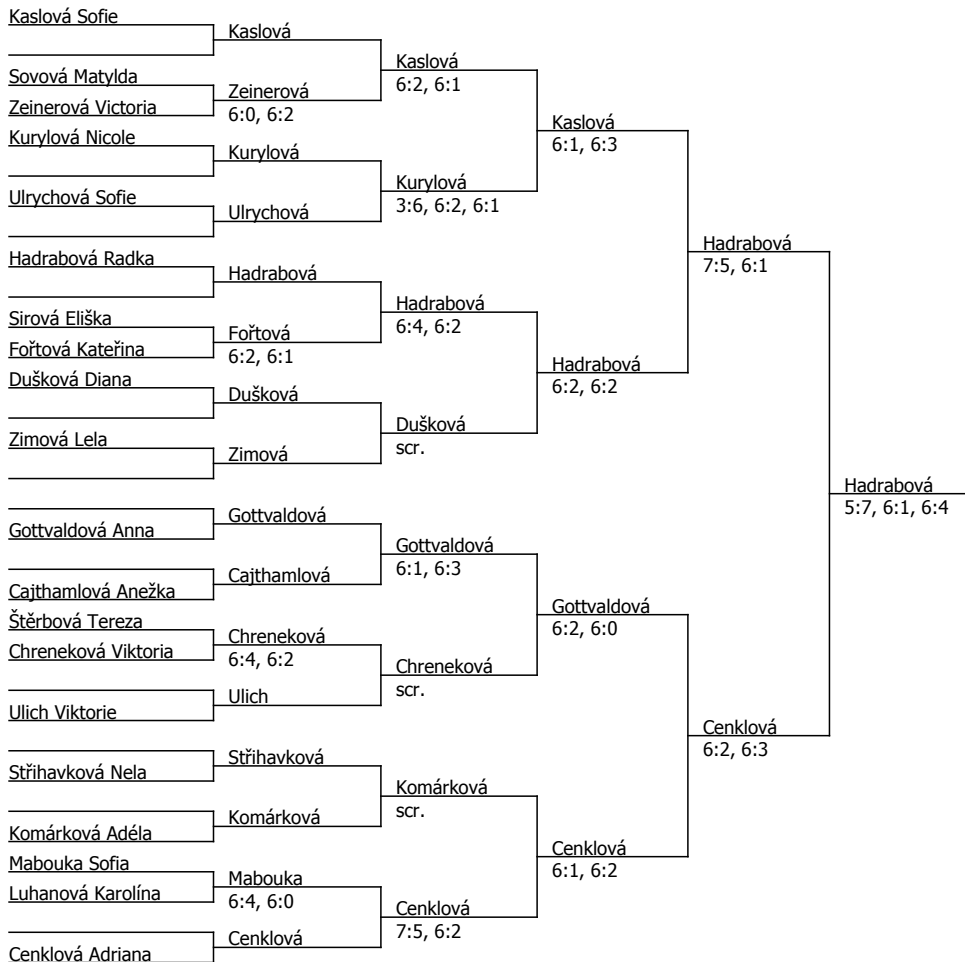 Kaslová Sofie
Sovová Matylda
Zeinerová Victoria
Kurylová Nicole
Ulrychová Sofie
Hadrabová Radka
Sirová Eliška
Fořtová Kateřina
Dušková Diana
Zimová Lela
Gottvaldová Anna
Cajthamlová Anežka
Štěrbová Tereza
Chreneková Viktoria
Ulich Viktorie
Střihavková Nela
Komárková Adéla
Mabouka Sofia
Luhanová Karolína
Cenklová Adriana
Kaslová
Zeinerová
6:0, 6:2
Kurylová
Ulrychová
Hadrabová
Fořtová
6:2, 6:1
Dušková
Zimová
Gottvaldová
Cajthamlová
Chreneková
6:4, 6:2
Ulich
Střihavková
Komárková
Mabouka
6:4, 6:0
Cenklová
Kaslová
6:2, 6:1
Kurylová
3:6, 6:2, 6:1
Hadrabová
6:4, 6:2
Dušková
scr.
Gottvaldová
6:1, 6:3
Chreneková
scr.
Komárková
scr.
Cenklová
7:5, 6:2
Kaslová
6:1, 6:3
Hadrabová
6:2, 6:2
Gottvaldová
6:2, 6:0
Cenklová
6:1, 6:2
Hadrabová
7:5, 6:1
Cenklová
6:2, 6:3
Hadrabová
5:7, 6:1, 6:4